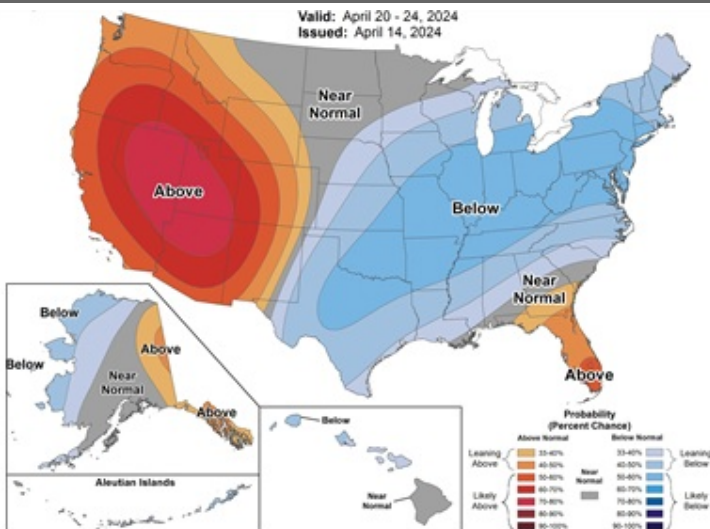 Valid: April 20 - 24, 2024
Issued: April 14, 2024
Near
Normal
Above
Below
Near
Normal
Above
Below
Below
Above
Near
Normal
Above
Aleutian Islands
Below
Near
Normal
Probability
(Percent Chance)
Above Normal
Below Normal
Leaning
Above
33-40%
40-50%
Likely
Above
50-60%
60-70%
70-80%
80-90%
90-100%
Near
Normal
33-40%
40-50%
Leaning
Below
50-60%
60-70%
70-80%
80-90%
90-100%
Likely
Below